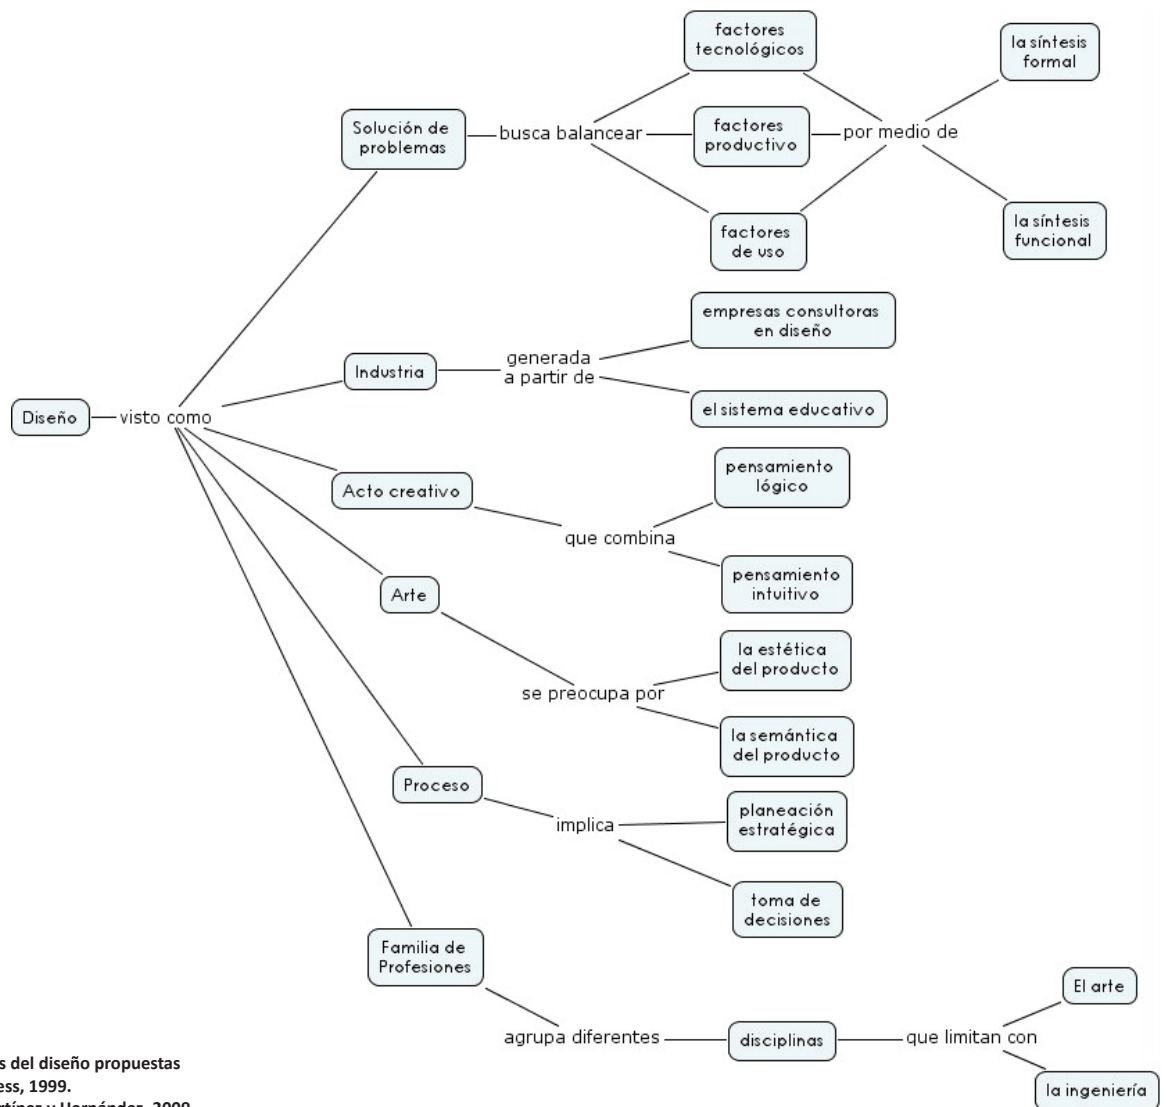 factores
tecnológicos
la síntesis
formal
Solución de
problemas
busca balancear
factores
productivo
por medio de
factores
de uso
la síntesis
funcional
empresas consultoras
en diseño
Industria
generada
a partir de
el sistema educativo
Diseño
visto como
Acto creativo
que combina
pensamiento
lógico
pensamiento
intuitivo
Arte
se preocupa por
la estética
del producto
la semántica
del producto
Proceso
implica
planeación
estratégica
toma de
decisiones
Familia de
Profesiones
agrupa diferentes
disciplinas
que limitan con
El arte
la ingeniería
del diseño propuestas
1999.
y Hernández, 2009